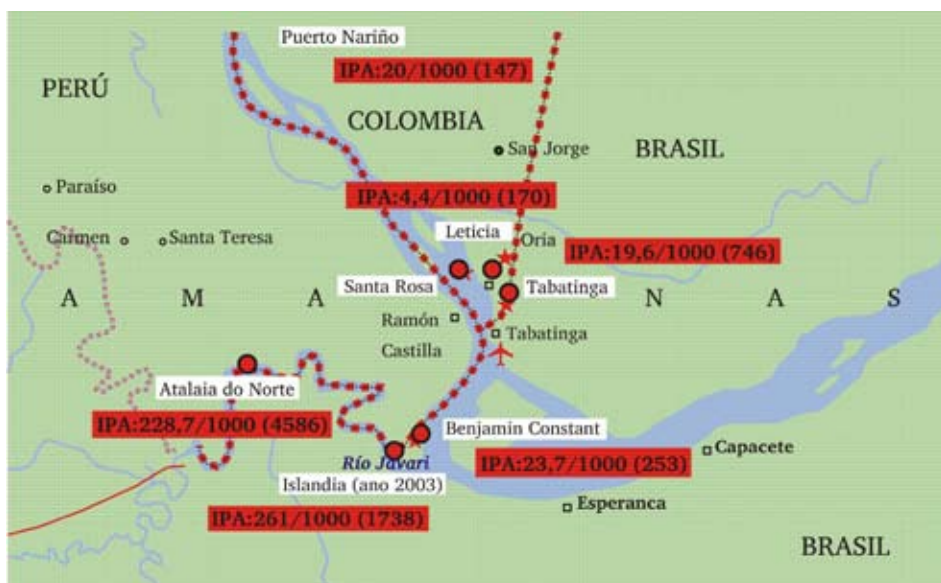 Puerto Nariño
IPA:20/1000 (147)
PERÚ
COLOMBIA
San Jorge
BRASIL
Paraíso
IPA:4,4/1000 (170)
Leticia
Oria
Carmen
Santa Teresa
IPA:19,6/1000 (746)
Santa Rosa
Tabatinga
A M A N A S
Ramón
Castilla
Tabatinga
Atalaia do Norte
IPA:228,7/1000 (4586)
Benjamin Constant
Capacete
Río Javari
IPA:23,7/1000 (253)
Islandia (ano 2003)
Esperanca
IPA:261/1000 (1738)
BRASIL